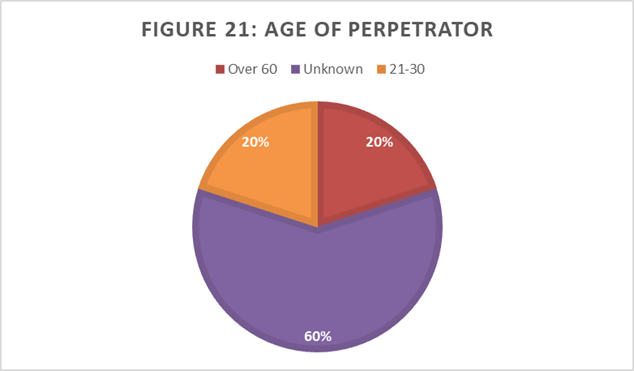 FIGURE 21: AGE OF PERPETRATOR
Over 60 Unknown 21-30
20% 20%
60%